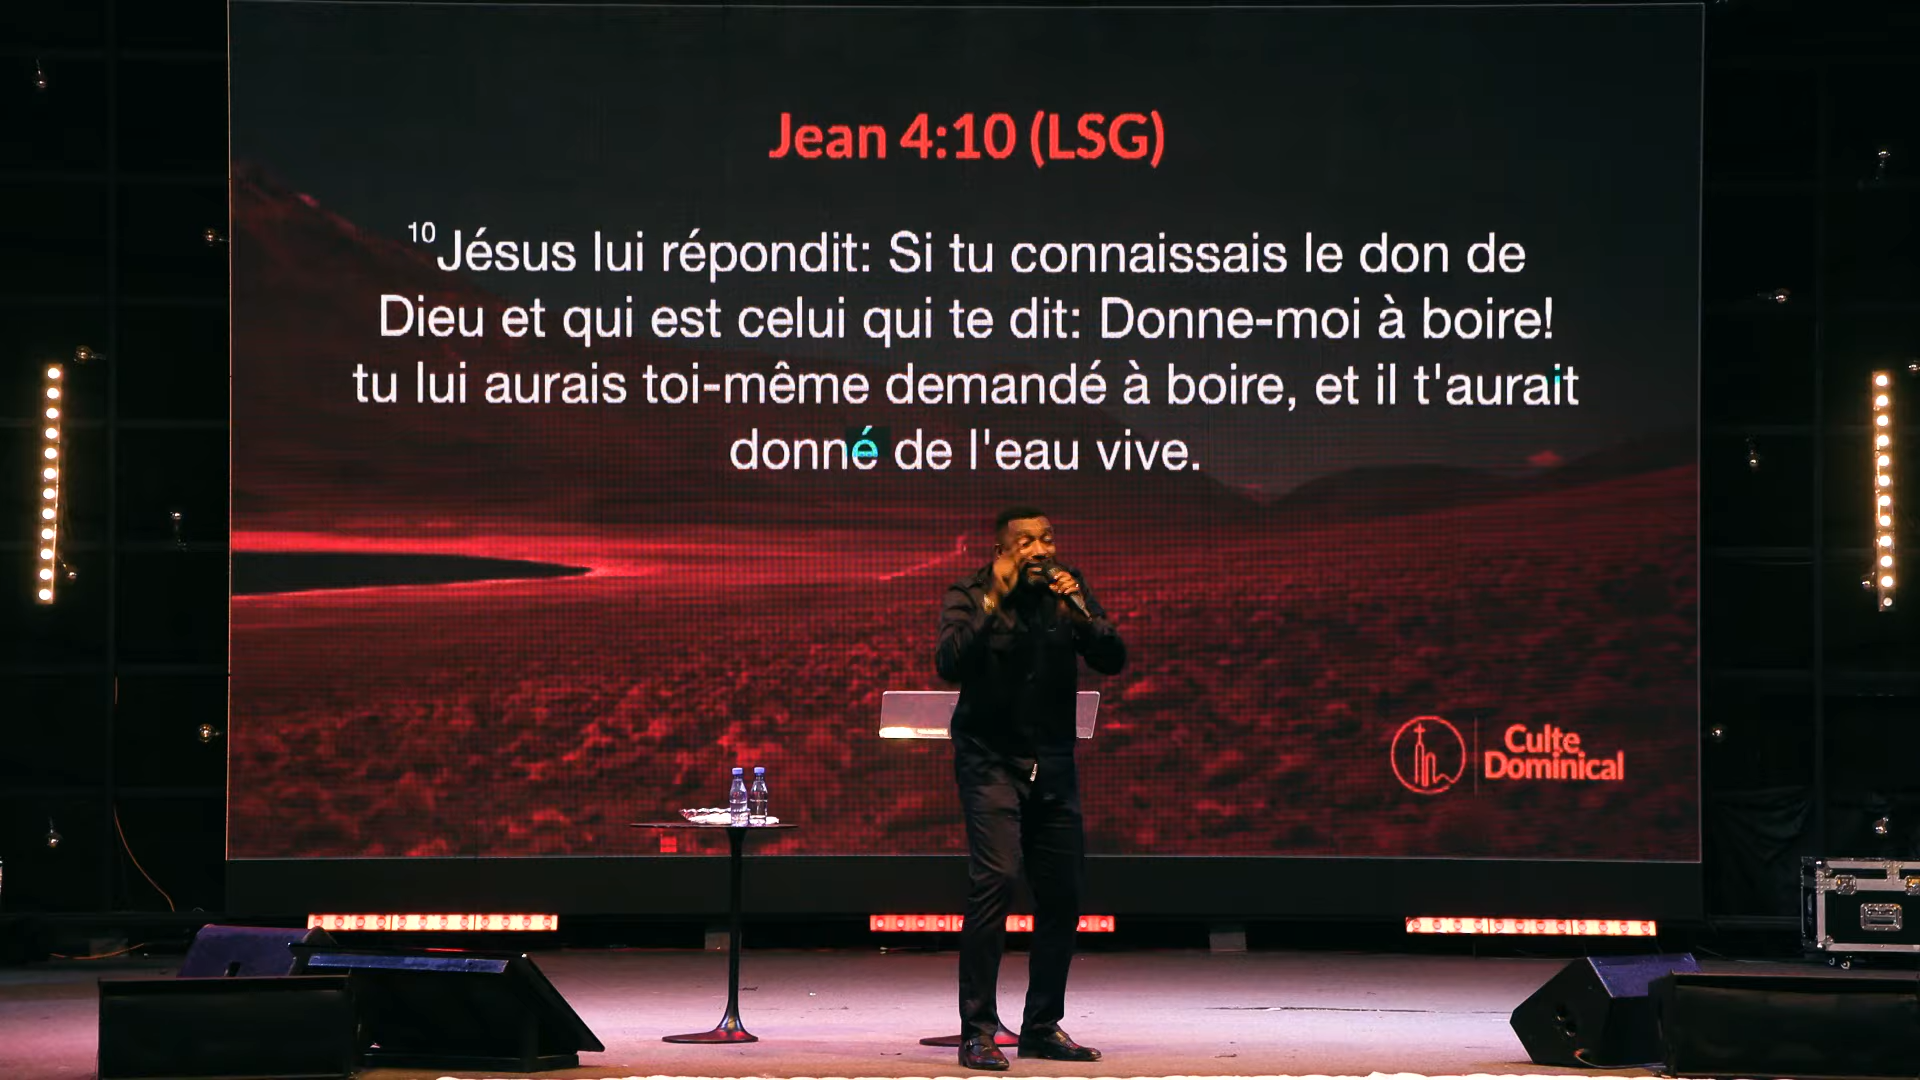 Jean 4:10 (LSG)
10 Jésus lui répondit: Si tu connaissais le don de
Dieu et qui est celui qui te dit: Donne-moi à boire!
tu lui aurais toi-même demandé à boire, et il t'aurait
donné de l'eau vive.
Culte
Dominical